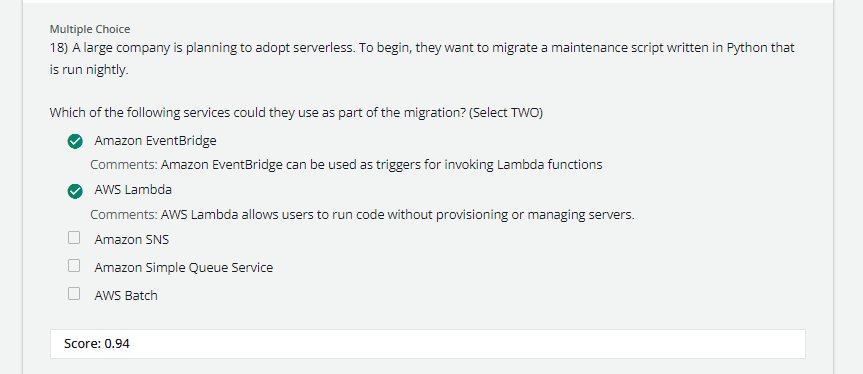 Multiple Choice
18) A large company is planning to adopt serverless. To begin, they want to migrate a maintenance script written in Python that
is run nightly.
Which of the following services could they use as part of the migration? (Select TWO)
Amazon EventBridge
Comments: Amazon EventBridge can be used as triggers for invoking Lambda functions
AWS Lambda
Comments: AWS Lambda allows users to run code without provisioning or managing servers.
Amazon SNS
Amazon Simple Queue Service
AWS Batch
Score: 0.94